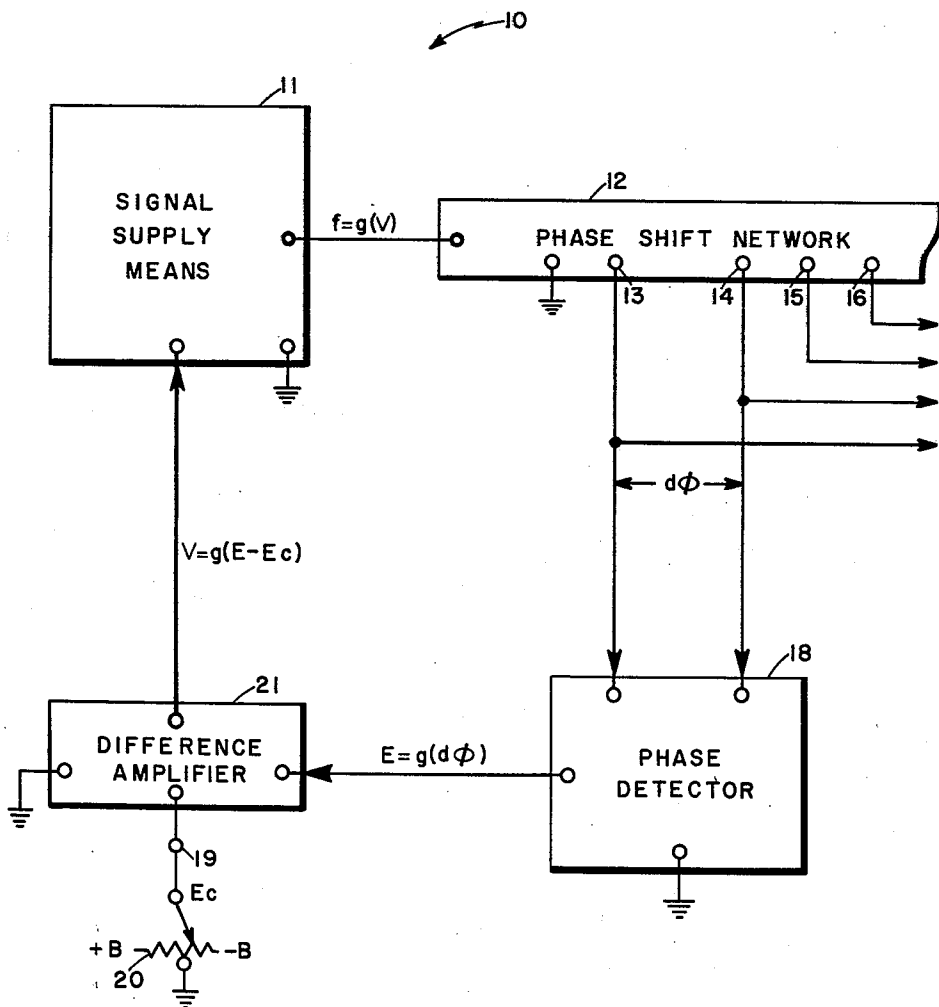 10
11
SIGNAL
SUPPLY
MEANS
f=g(V)
12
PHASE SHIFT NETWORK
13
14
15
16
dϕ
V=g(E-Ec)
18
PHASE
DETECTOR
E=g(dϕ)
21
DIFFERENCE
AMPLIFIER
19
Ec
+B
-B
20